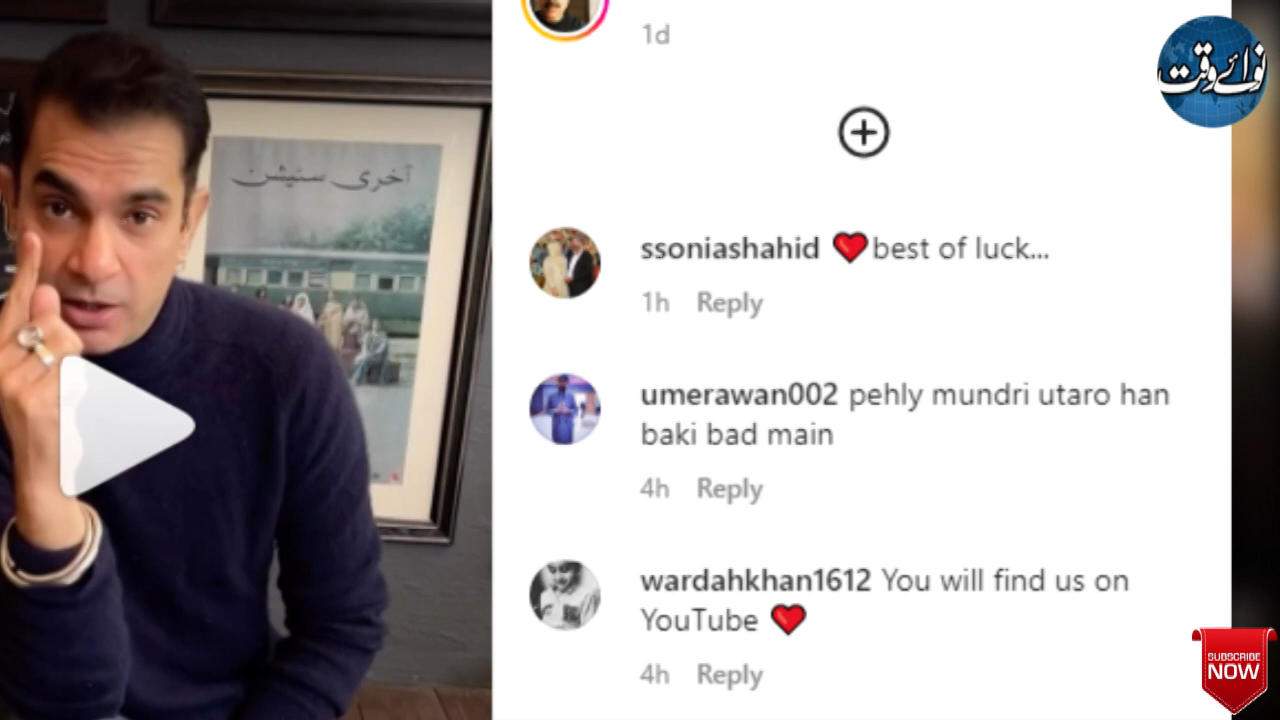 آخری سٹیشن
1d
نوائے وقت
ssoniashahid ❤️best of luck...
1h Reply
umerawan002 pehly mundri utaro han
baki bad main
4h Reply
wardahkhan1612 You will find us on
YouTube ❤️
4h Reply
SUBSCRIBE
NOW